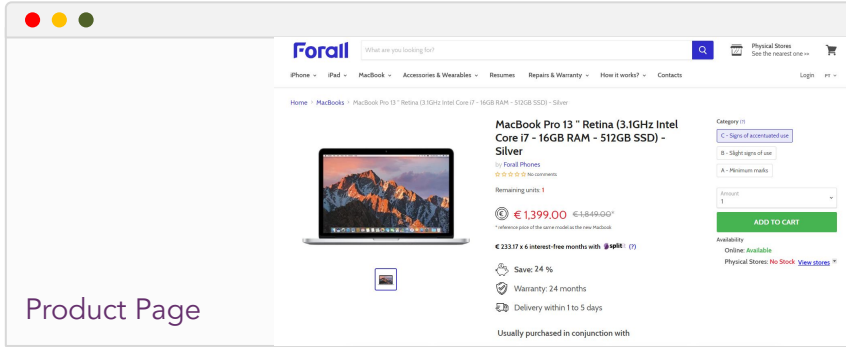 Forall
What are you looking for?
Physical Stores
See the nearest one >>
iPhone
iPad
MacBook
Accessories & Wearables
Resumes
Repairs & Warranty
How it works?
Contacts
Login
PT
Home > MacBooks > MacBook Pro 13 " Retina (3.1GHz Intel Core i7 - 16GB RAM - 512GB SSD) - Silver
MacBook Pro 13 " Retina (3.1GHz Intel
Core i7 - 16GB RAM - 512GB SSD) -
Silver
by Forall Phones
No comments
Remaining units: 1
€ 1,399.00 €1,849.00*
* reference price of the same model as the new Macbook
€ 233.17 x 6 interest-free months with split: (?)
Save: 24 %
Warranty: 24 months
Delivery within 1 to 5 days
Usually purchased in conjunction with
Category (?)
C - Signs of accentuated use
B - Slight signs of use
A - Minimum marks
Amount
1
ADD TO CART
Availability
Online: Available
Physical Stores: No Stock View stores
Product Page